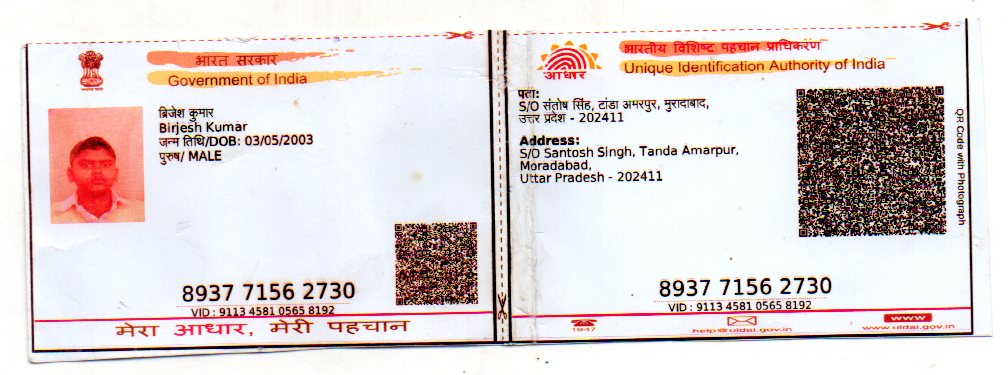 भारत सरकार
Government of India
ब्रिजेश कुमार
Birjesh Kumar
जन्म तिथि/DOB: 03/05/2003
पुरुष/ MALE
8937 7156 2730
VID : 9113 4581 0565 8192
मेरा आधार, मेरी पहचान
आधार
भारतीय विशिष्ट पहचान प्राधिकरण
Unique Identification Authority of India
पता:
S/O संतोष सिंह, टांडा अमरपुर, मुरादाबाद,
उत्तर प्रदेश - 202411
Address:
S/O Santosh Singh, Tanda Amarpur,
Moradabad,
Uttar Pradesh - 202411
QR Code with Photograph
8937 7156 2730
VID : 9113 4581 0565 8192
1947
help@uidai.gov.in
www
www.uidai.gov.in